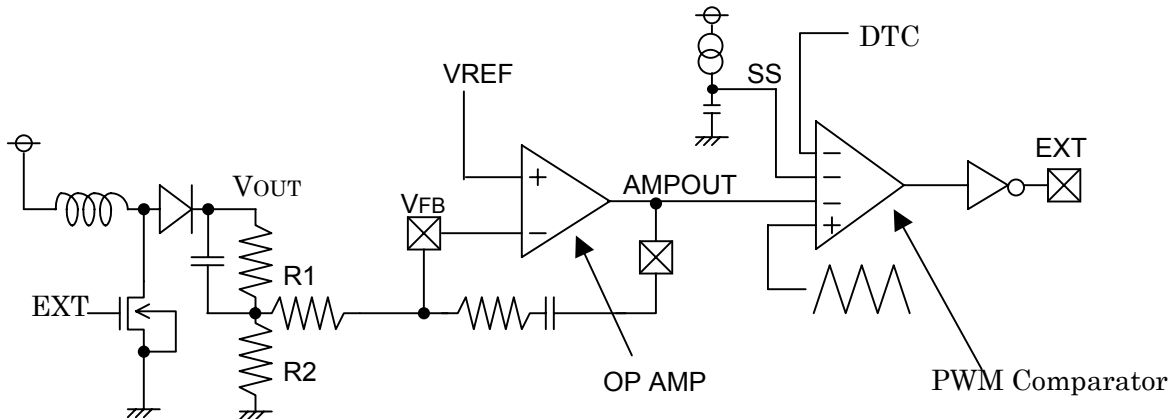 DTC
SS
VREF
EXT
VOUT
AMPOUT
VFB
R1
EXT
R2
OP AMP
PWM Comparator